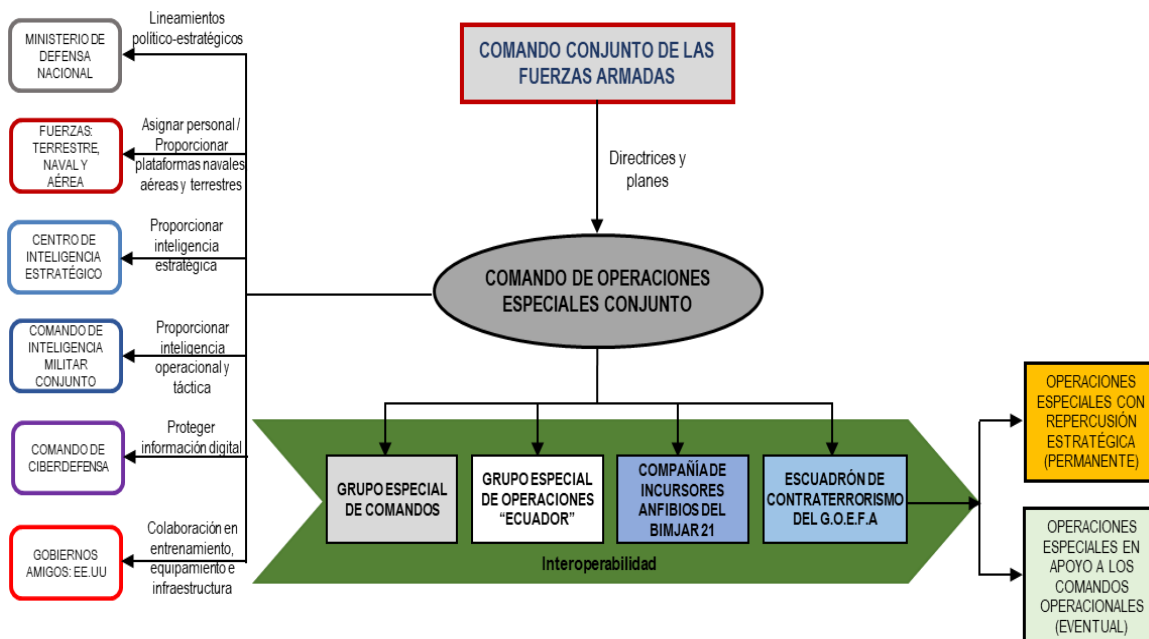 MINISTERIO DE
DEFENSA
NACIONAL
Lineamientos
político-estratégicos
COMANDO CONJUNTO DE LAS
FUERZAS ARMADAS
FUERZAS:
TERRESTRE,
NAVAL Y
AÉREA
Asignar personal /
Proporcionar
plataformas navales
aéreas y terrestres
Directrices y
planes
CENTRO DE
INTELIGENCIA
ESTRATÉGICO
Proporcionar
inteligencia
estratégica
COMANDO DE OPERACIONES
ESPECIALES CONJUNTO
COMANDO DE
INTELIGENCIA
MILITAR
CONJUNTO
Proporcionar
inteligencia
operacional y
táctica
COMANDO DE
CIBERDEFENSA
Proteger
información digital
GOBIERNOS
AMIGOS: EE.UU
Colaboración en
entrenamiento,
equipamiento e
infraestructura
GRUPO ESPECIAL
DE COMANDOS
GRUPO ESPECIAL
DE OPERACIONES
“ECUADOR”
COMPAÑÍA DE
INCURSORES
ANFIBIOS DEL
BIMJAR 21
ESCUADRÓN DE
CONTRATERRORISMO
DEL G.O.E.F.A
Interoperabilidad
OPERACIONES
ESPECIALES CON
REPERCUSIÓN
ESTRATÉGICA
(PERMANENTE)
OPERACIONES
ESPECIALES EN
APOYO A LOS
COMANDOS
OPERACIONALES
(EVENTUAL)